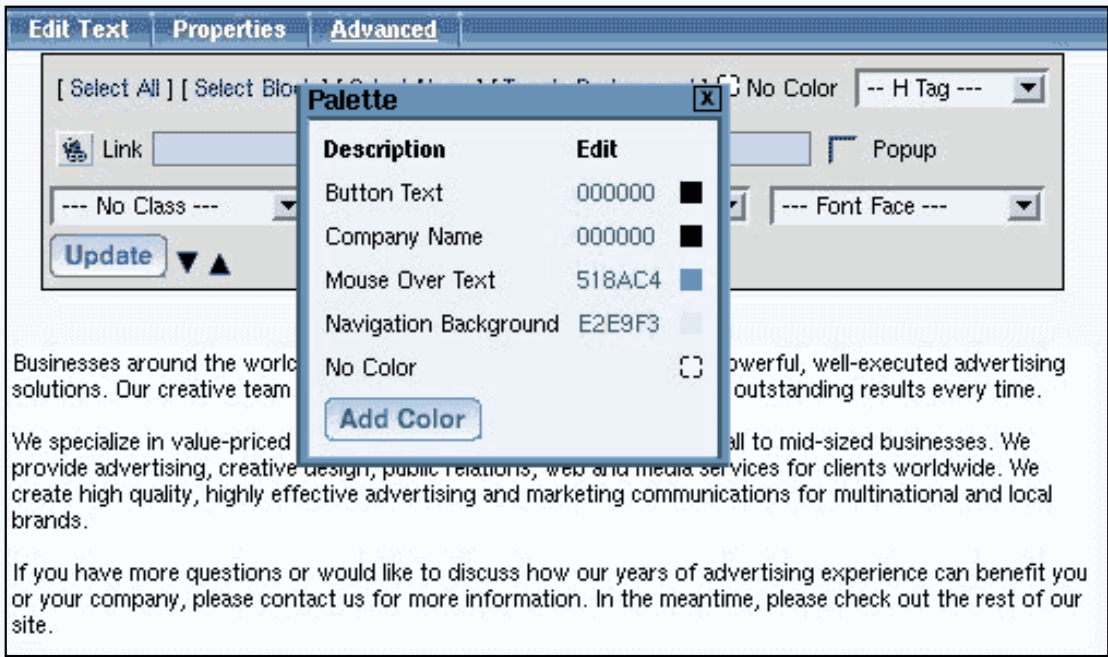 Edit Text Properties Advanced
[ Select All ] [ Select No Color -- H Tag ---
Palette X
Link Popup
Description Edit
Button Text 000000
--- No Class --- --- Font Face ---
Company Name 000000
Update
Mouse Over Text 518AC4
Navigation Background E2E9F3
No Color
Add Color
Businesses around the well-executed advertising
solutions. Our creative team outstanding results every time.
We specialize in value-priced to mid-sized businesses. We
provide advertising, creative design, public relations, web and media services for clients worldwide. We
create high quality, highly effective advertising and marketing communications for multinational and local
brands.
If you have more questions or would like to discuss how our years of advertising experience can benefit you
or your company, please contact us for more information. In the meantime, please check out the rest of our
site.